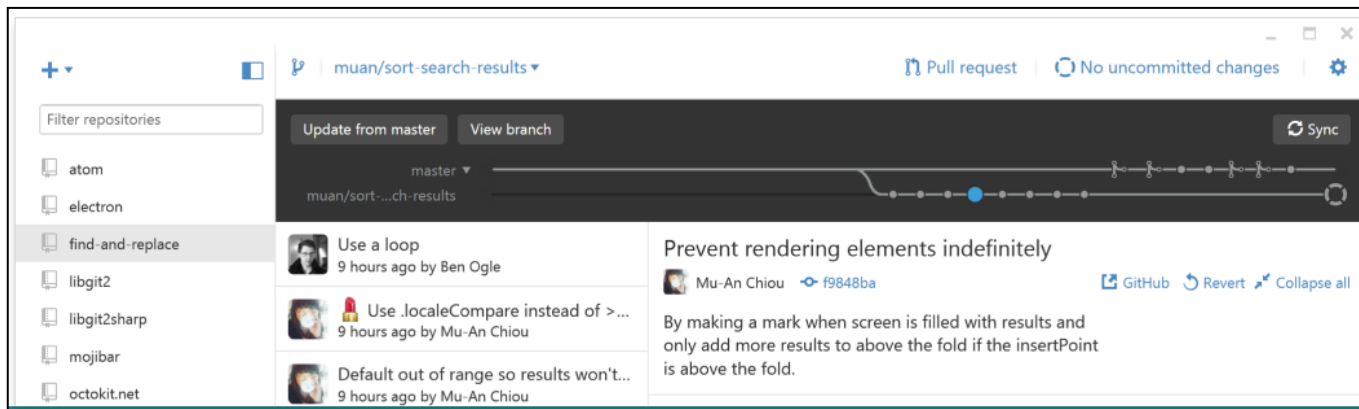 muan/sort-search-results
Pull request
No uncommitted changes
Filter repositories
atom
electron
find-and-replace
libgit2
libgit2sharp
mojibar
octokit.net
Update from master
View branch
Sync
master
muan/sort-...ch-results
Use a loop
9 hours ago by Ben Ogle
Use .localeCompare instead of >...
9 hours ago by Mu-An Chiou
Default out of range so results won't...
9 hours ago by Mu-An Chiou
Prevent rendering elements indefinitely
Mu-An Chiou f9848ba
GitHub Revert Collapse all
By making a mark when screen is filled with results and
only add more results to above the fold if the insertPoint
is above the fold.